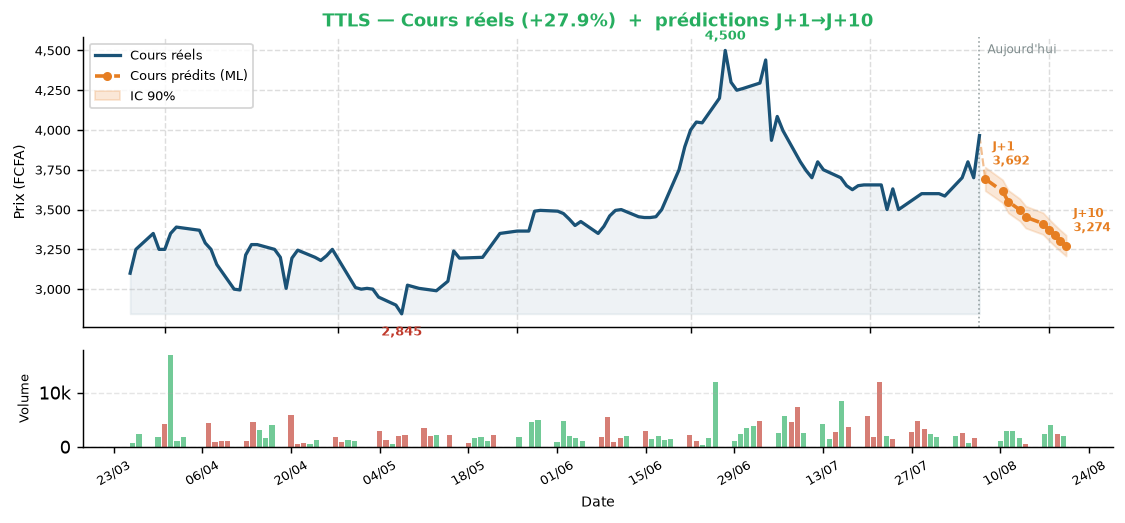 TTLS — Cours réels (+27.9%)  +  prédictions J+1→J+10
4,500
Aujourd'hui
Cours réels
Cours prédits (ML)
IC 90%
4,500
4,250
4,000
3,750
3,500
3,250
3,000
Prix (FCFA)
J+1
3,692
J+10
3,274
2,845
Volume
10k
0
23/03
06/04
20/04
04/05
18/05
01/06
15/06
29/06
13/07
27/07
10/08
24/08
Date